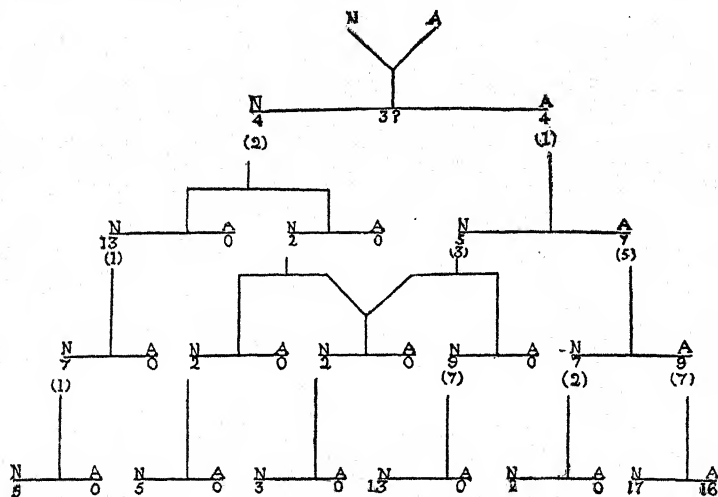 N A
N A
4 3? 4
(2) (1)
N A N A N A
13 0 2 0 5 7
(1) (3) (5)
N A N A N A N A N A
7 0 2 0 2 0 9 0 7 9
(1) (7) (2) (7)
N A N A N A N A N A N A
0 5 0 3 0 13 0 0 17 16